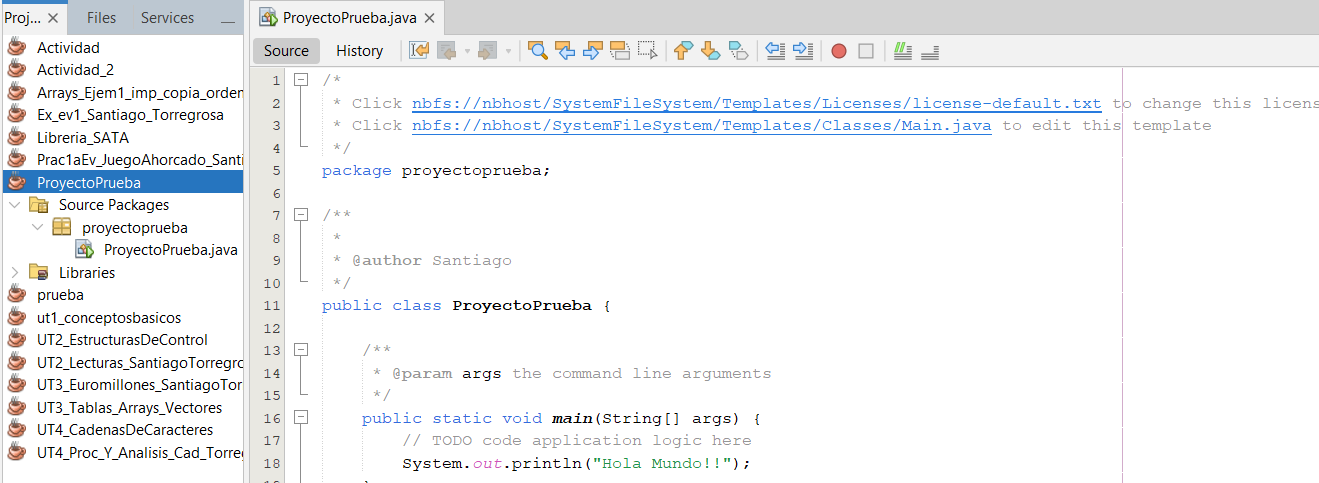 Proj...
Files
Services
Actividad
Actividad_2
Arrays_Ejem1_imp_copia_orden
Ex_ev1_Santiago_Torregrosa
Libreria_SATA
Prac1aEv_JuegoAhorcado_Santi
ProyectoPrueba
Source Packages
proyectoprueba
ProyectoPrueba.java
Libraries
prueba
ut1_conceptosbasicos
UT2_EstructurasDeControl
UT2_Lecturas_SantiagoTorregro
UT3_Euromillones_SantiagoTor
UT3_Tablas_Arrays_Vectores
UT4_CadenasDeCaracteres
UT4_Proc_Y_Analisis_Cad_Torre
ProyectoPrueba.java
Source History
1 /*
2 * Click nbfs://nbhost/SystemFileSystem/Templates/Licenses/license-default.txt to change this licens
3 * Click nbfs://nbhost/SystemFileSystem/Templates/Classes/Main.java to edit this template
4 */
5 package proyectoprueba;
6
7 /**
8 *
9 * @author Santiago
10 */
11 public class ProyectoPrueba {
12
13 /**
14 * @param args the command line arguments
15 */
16 public static void main(String[] args) {
17 // TODO code application logic here
18 System.out.println("Hola Mundo!!");